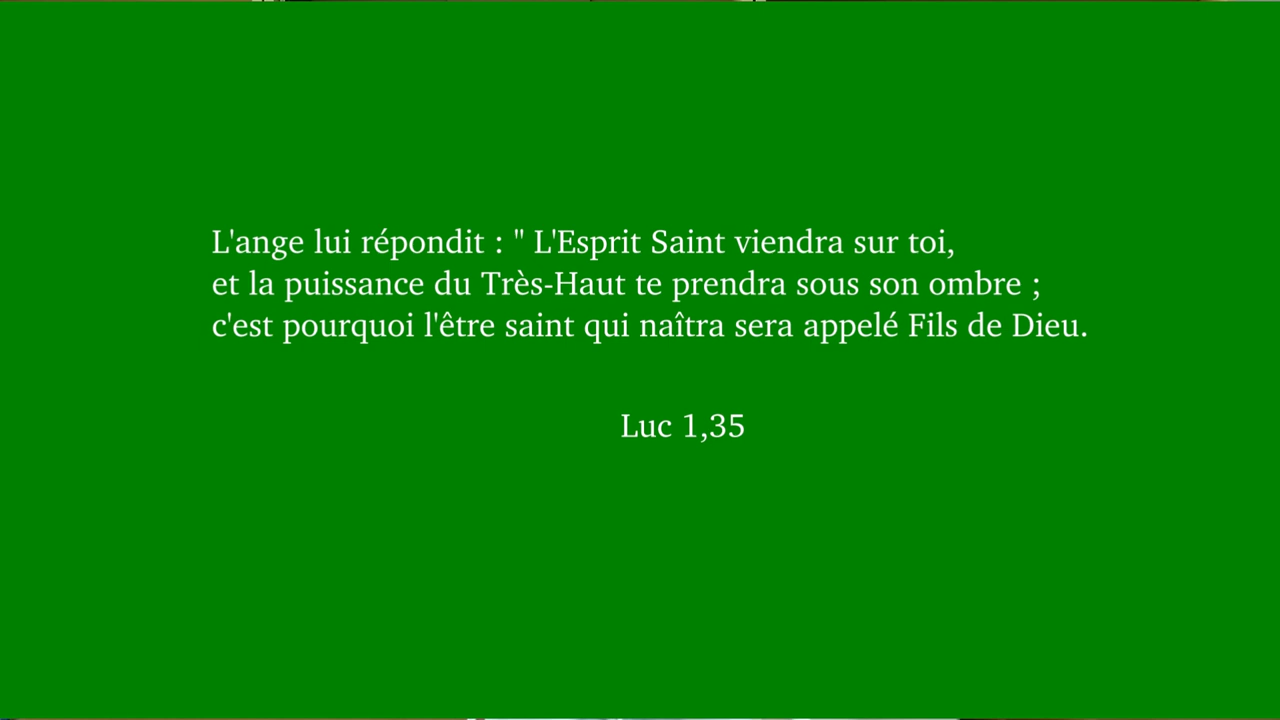 L'ange lui répondit : " L'Esprit Saint viendra sur toi,
et la puissance du Très-Haut te prendra sous son ombre ;
c'est pourquoi l'être saint qui naîtra sera appelé Fils de Dieu.
Luc 1,35